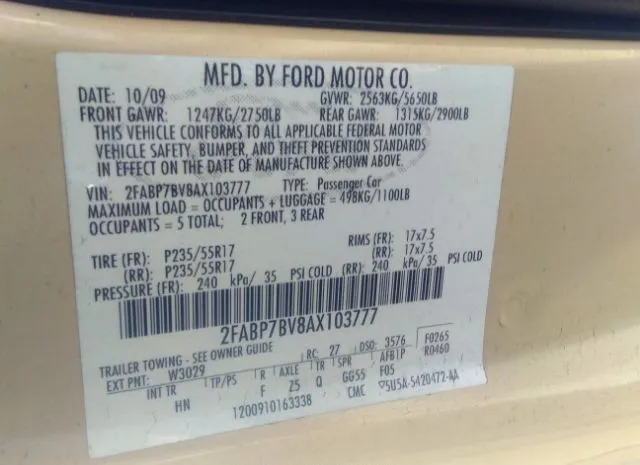 MFD. BY FORD MOTOR CO.
DATE: 10/09 GVWR: 2563KG/5650LB
FRONT GAWR: 1247KG/2750LB REAR GAWR: 1315KG/2900LB
THIS VEHICLE CONFORMS TO ALL APPLICABLE FEDERAL MOTOR
VEHICLE SAFETY, BUMPER, AND THEFT PREVENTION STANDARDS
IN EFFECT ON THE DATE OF MANUFACTURE SHOWN ABOVE.
VIN: 2FABP7BV8AX103777 TYPE: Passenger Car
MAXIMUM LOAD = OCCUPANTS + LUGGAGE = 498KG/1100LB
OCCUPANTS = 5 TOTAL; 2 FRONT, 3 REAR
TIRE (FR): P235/55R17 RIMS (FR): 17x7.5
(RR): P235/55R17 (RR): 17x7.5
PRESSURE (FR): 240 kPa/ 35 PSI COLD (RR): 240 kPa/ 35 PSI COLD
2FABP7BV8AX103777
TRAILER TOWING - SEE OWNER GUIDE RC: 27 DSO: 3576 F0265
EXT PNT: W3029 AFB1P R0460
INT TR TP/PS R AXLE TR SPR F05
HN F Z5 Q GG55 CMC 5U5A-5420472-AA
1200910163338